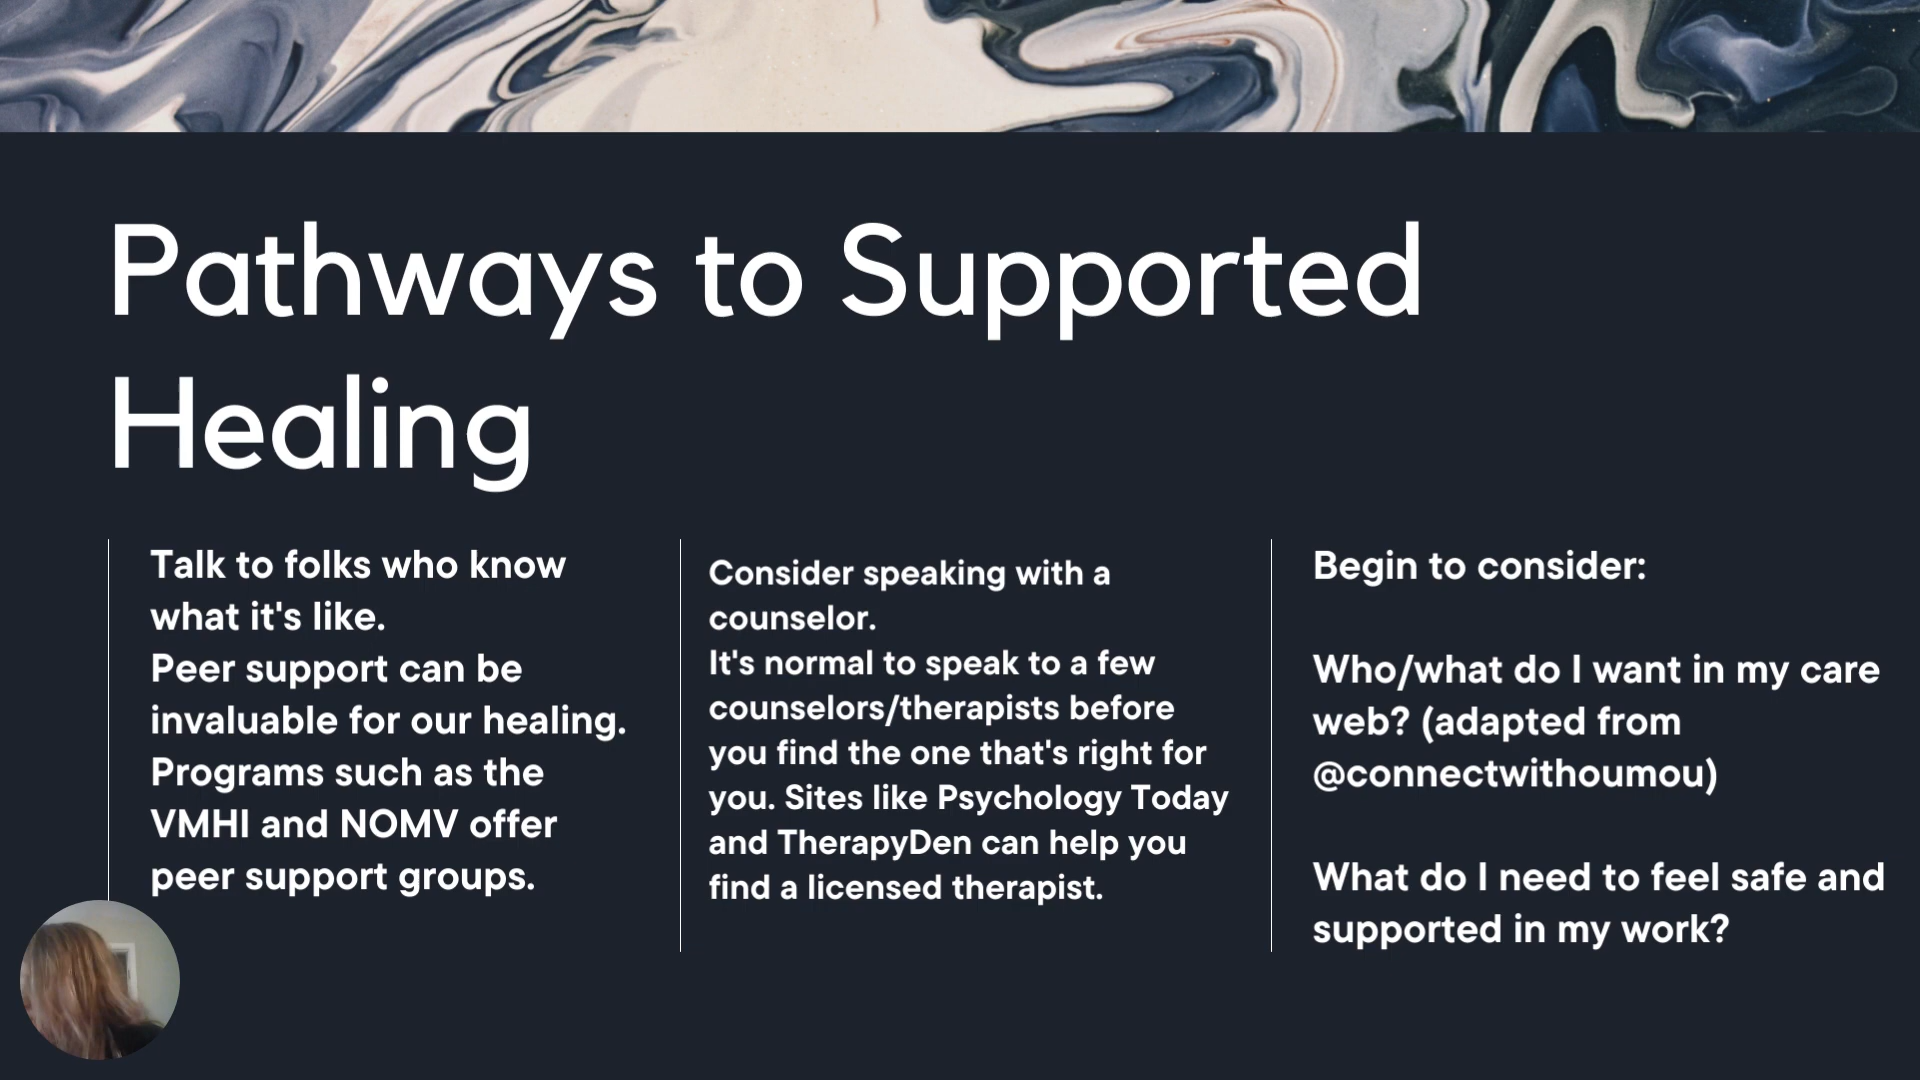 Pathways to Supported
Healing
Talk to folks who know
what it's like.
Peer support can be
invaluable for our healing.
Programs such as the
VMHI and NOMV offer
peer support groups.
Consider speaking with a
counselor.
It's normal to speak to a few
counselors/therapists before
you find the one that's right for
you. Sites like Psychology Today
and TherapyDen can help you
find a licensed therapist.
Begin to consider:
Who/what do I want in my care
web? (adapted from
@connectwithoumou)
What do I need to feel safe and
supported in my work?